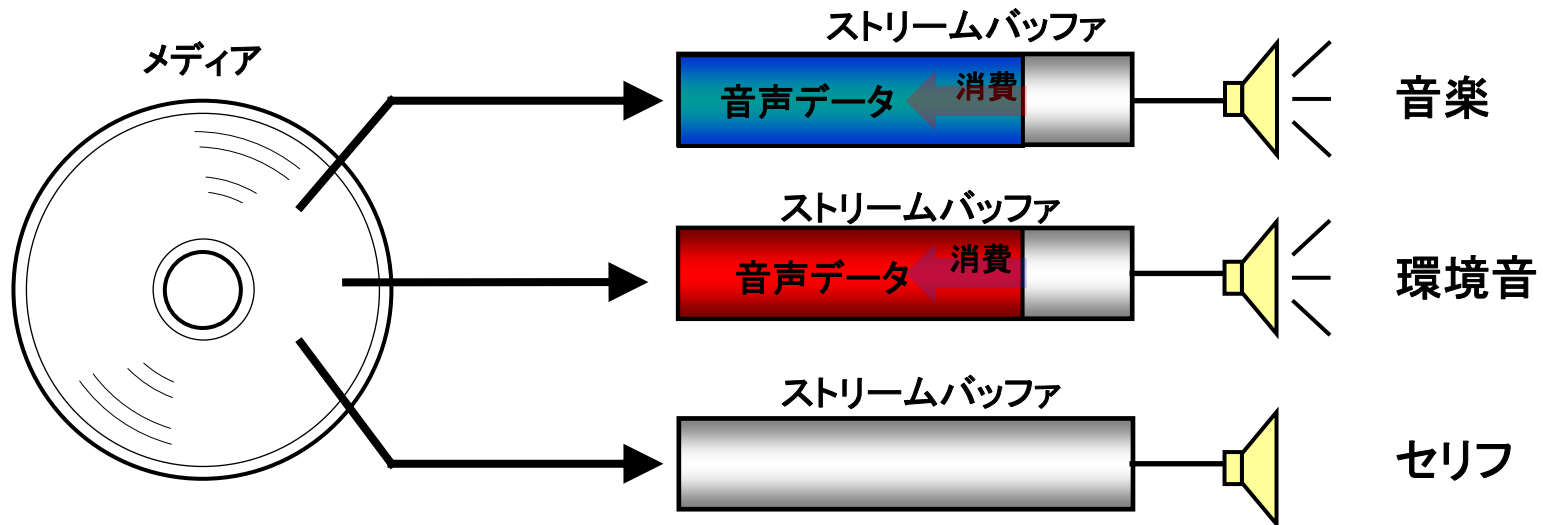 メディア
ストリームバッファ
音声データ
消費
音楽
ストリームバッファ
音声データ
消費
環境音
ストリームバッファ
セリフ